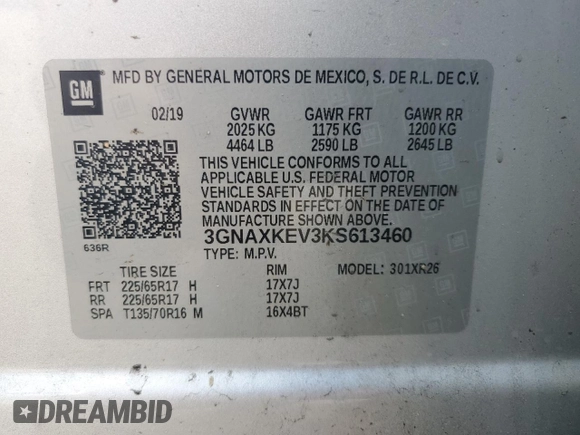 GM
MFD BY GENERAL MOTORS DE MEXICO, S. DE R.L. DE C.V.
02/19 GVWR GAWR FRT GAWR RR
2025 KG 1175 KG 1200 KG
4464 LB 2590 LB 2645 LB
THIS VEHICLE CONFORMS TO ALL
APPLICABLE U.S. FEDERAL MOTOR
VEHICLE SAFETY AND THEFT PREVENTION
STANDARDS IN EFFECT ON THE DATE OF
MANUFACTURE SHOWN ABOVE.
636R
3GNAXKEV3KS613460
TYPE: M.P.V.
TIRE SIZE RIM MODEL: 301XR26
FRT 225/65R17 H 17X7J
RR 225/65R17 H 17X7J
SPA T135/70R16 M 16X4BT
DREAMBID